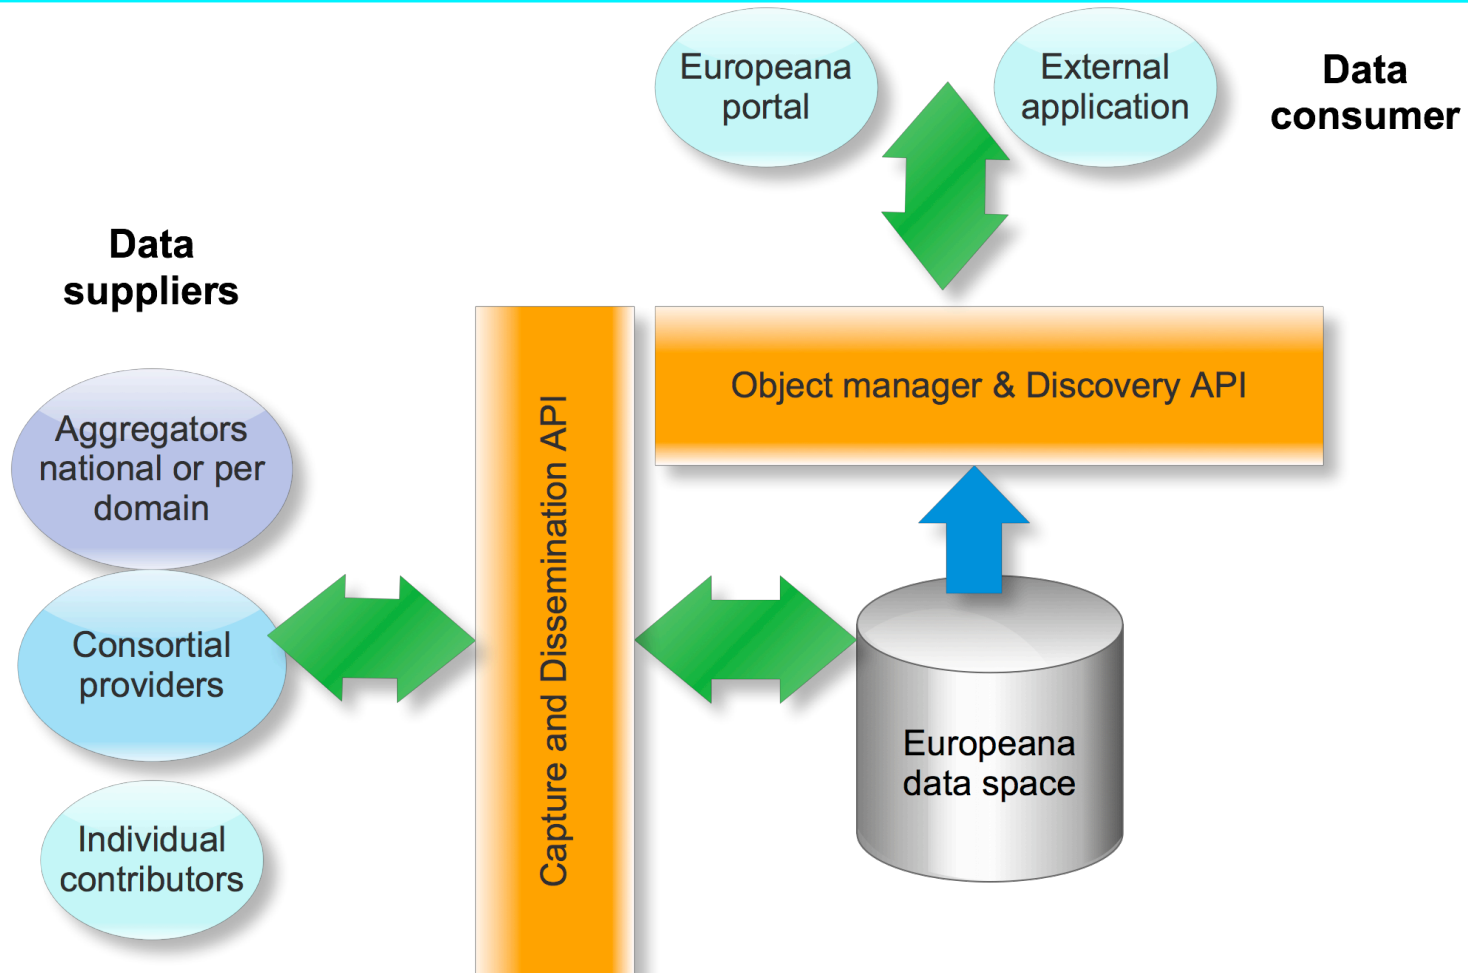 Europeana
portal
External
application
Data
consumer
Data
suppliers
Aggregators
national or per
domain
Consortial
providers
Individual
contributors
Capture and Dissemination API
Object manager & Discovery API
Europeana
data space